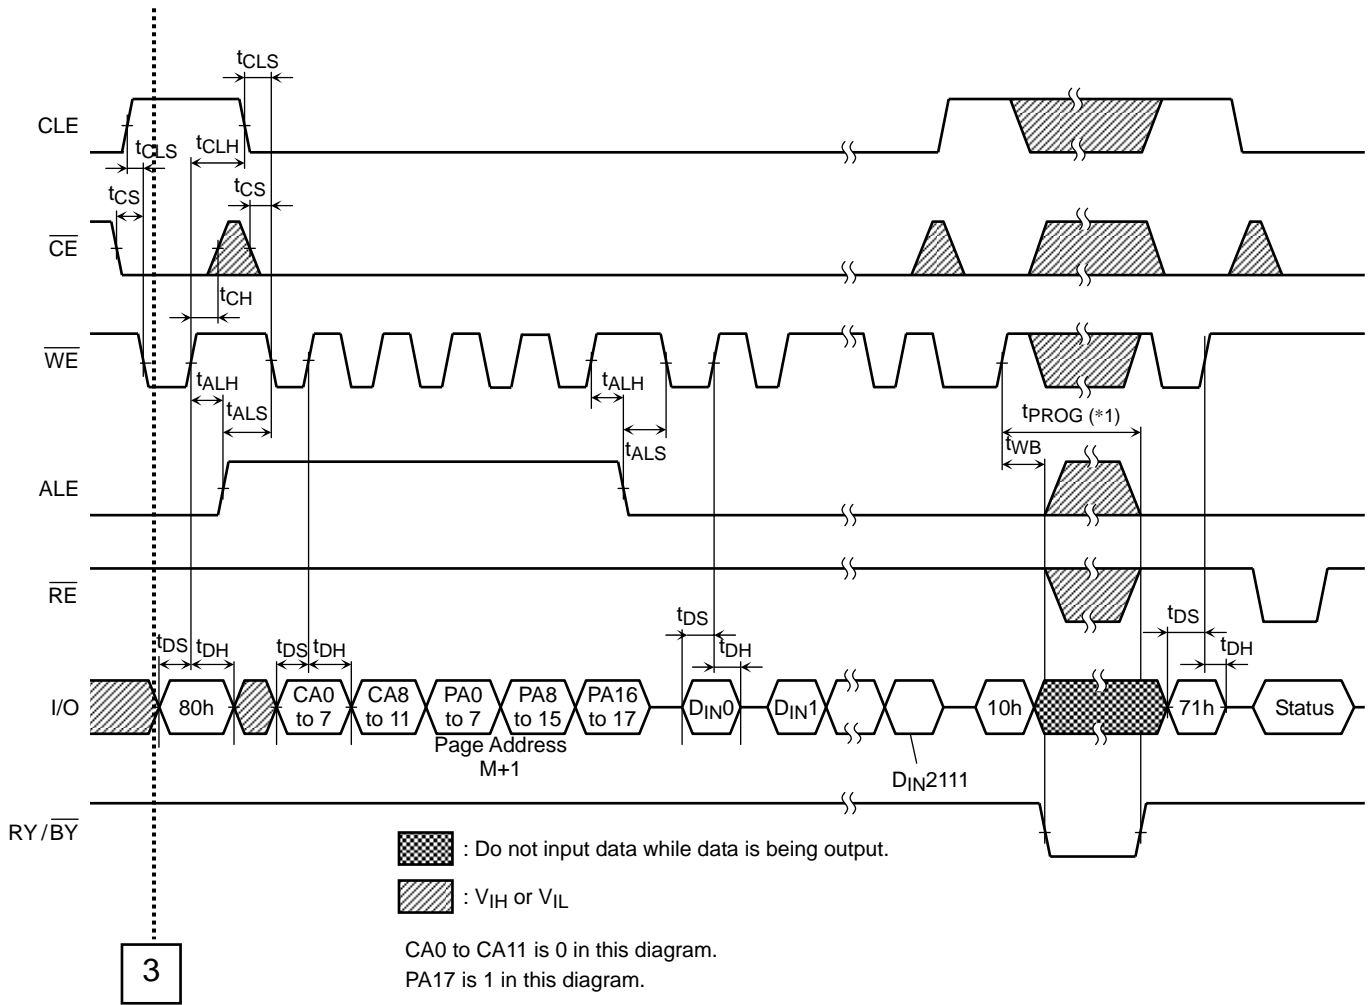 tCLS
CLE
tCLS
tCLH
tCS
tCS
CE
tCH
WE
tALH
tALH
tPROG (*1)
tALS
tALS
tWB
ALE
RE
tDS
tDS
tDS
tDH
tDS
tDH
tDH
tDH
I/O
80h
CA0 to 7
CA8 to 11
PA0 to 7
PA8 to 15
PA16 to 17
DIN0
DIN1
10h
71h
Status
Page Address
M+1
DIN2111
RY/BY
: Do not input data while data is being output.
: VIH or VIL
CA0 to CA11 is 0 in this diagram.
PA17 is 1 in this diagram.
3